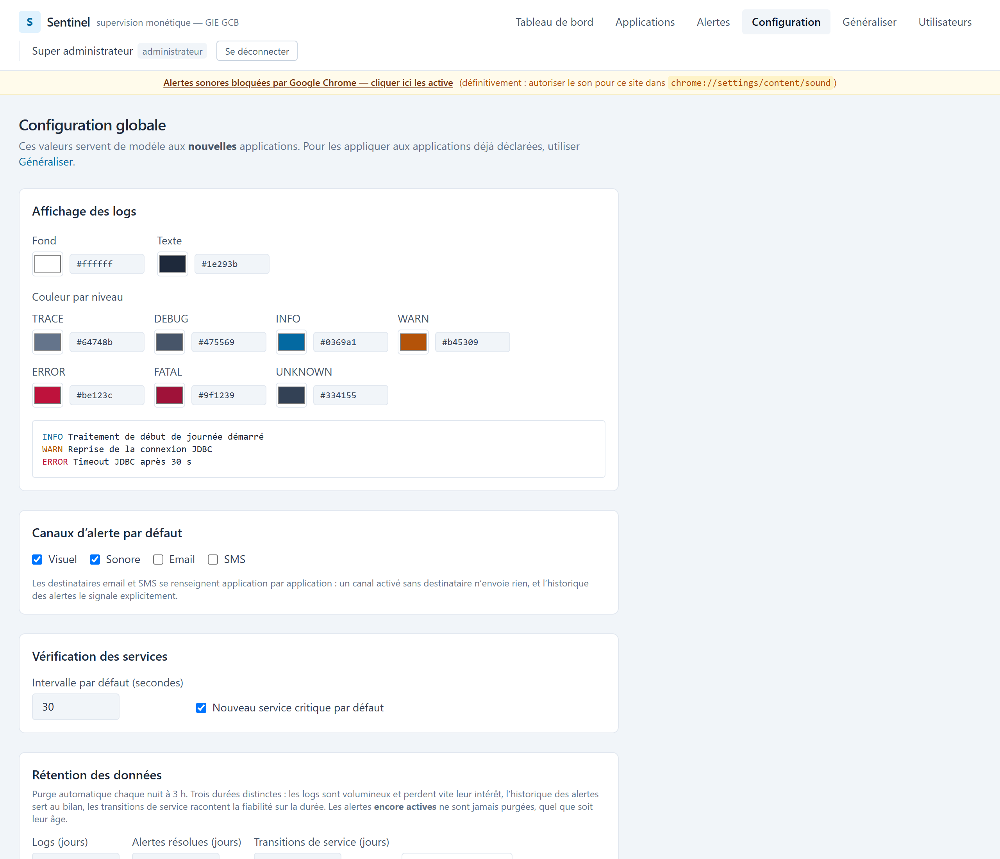 S Sentinel supervision monétique — GIE GCB
Tableau de bord Applications Alertes Configuration Généraliser Utilisateurs
Super administrateur administrateur Se déconnecter
Alertes sonores bloquées par Google Chrome — cliquer ici les active (définitivement : autoriser le son pour ce site dans chrome://settings/content/sound)
Configuration globale
Ces valeurs servent de modèle aux nouvelles applications. Pour les appliquer aux applications déjà déclarées, utiliser
Généraliser.
Affichage des logs
Fond Texte
#ffffff #1e293b
Couleur par niveau
TRACE DEBUG INFO WARN
#64748b #475569 #0369a1 #b45309
ERROR FATAL UNKNOWN
#be123c #9f1239 #334155
INFO Traitement de début de journée démarré
WARN Reprise de la connexion JDBC
ERROR Timeout JDBC après 30 s
Canaux d’alerte par défaut
Visuel Sonore Email SMS
Les destinataires email et SMS se renseignent application par application : un canal activé sans destinataire n’envoie rien, et l’historique
des alertes le signale explicitement.
Vérification des services
Intervalle par défaut (secondes)
30 Nouveau service critique par défaut
Rétention des données
Purge automatique chaque nuit à 3 h. Trois durées distinctes : les logs sont volumineux et perdent vite leur intérêt, l’historique des alertes
sert au bilan, les transitions de service racontent la fiabilité sur la durée. Les alertes encore actives ne sont jamais purgées, quel que soit
leur âge.
Logs (jours) Alertes résolues (jours) Transitions de service (jours)